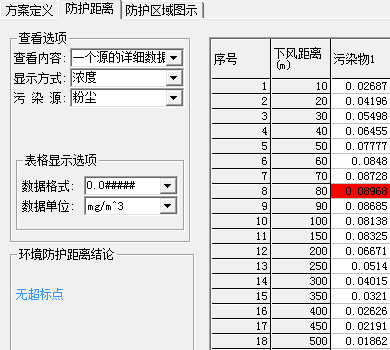 方案定义 防护距离 防护区域图示
查看选项
查看内容: 一个源的详细数据
显示方式: 浓度
污 染 源: 粉尘
表格显示选项
数据格式: 0.0#####
数据单位: mg/m^3
环境防护距离结论
无超标点
序号 下风距离(m) 污染物1
1 10 0.02687
2 20 0.04196
3 30 0.05498
4 40 0.06455
5 50 0.07777
6 60 0.0848
7 70 0.08728
8 80 0.08968
9 90 0.08685
10 100 0.08138
11 150 0.08325
12 200 0.06671
13 250 0.0514
14 300 0.04015
15 350 0.0321
16 400 0.02626
17 450 0.02191
18 500 0.01862